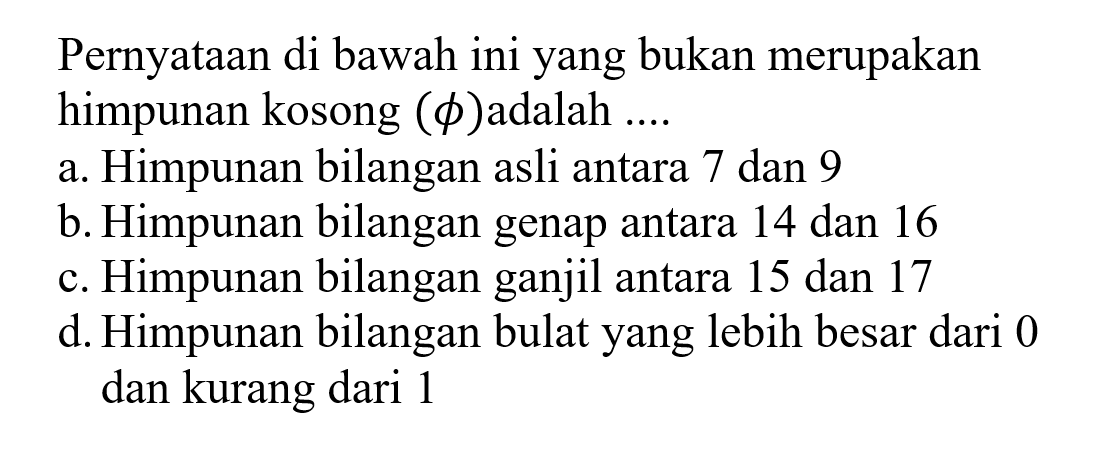 Pernyataan di bawah ini yang bukan merupakan
himpunan kosong (ϕ)adalah ....
a. Himpunan bilangan asli antara 7 dan 9
b. Himpunan bilangan genap antara 14 dan 16
c. Himpunan bilangan ganjil antara 15 dan 17
d. Himpunan bilangan bulat yang lebih besar dari 0
dan kurang dari 1